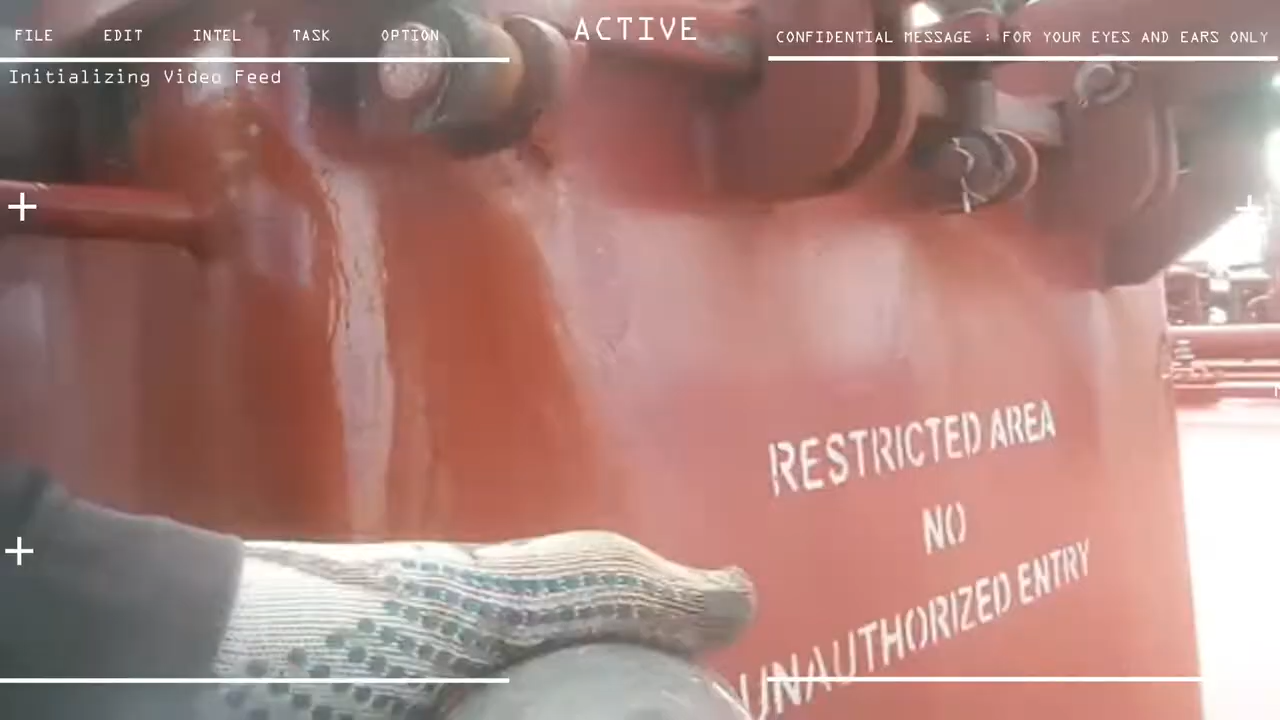 FILE EDIT INTEL TASK OPTION
ACTIVE
CONFIDENTIAL MESSAGE : FOR YOUR EYES AND EARS ONLY
Initializing Video Feed
RESTRICTED AREA
NO
UNAUTHORIZED ENTRY